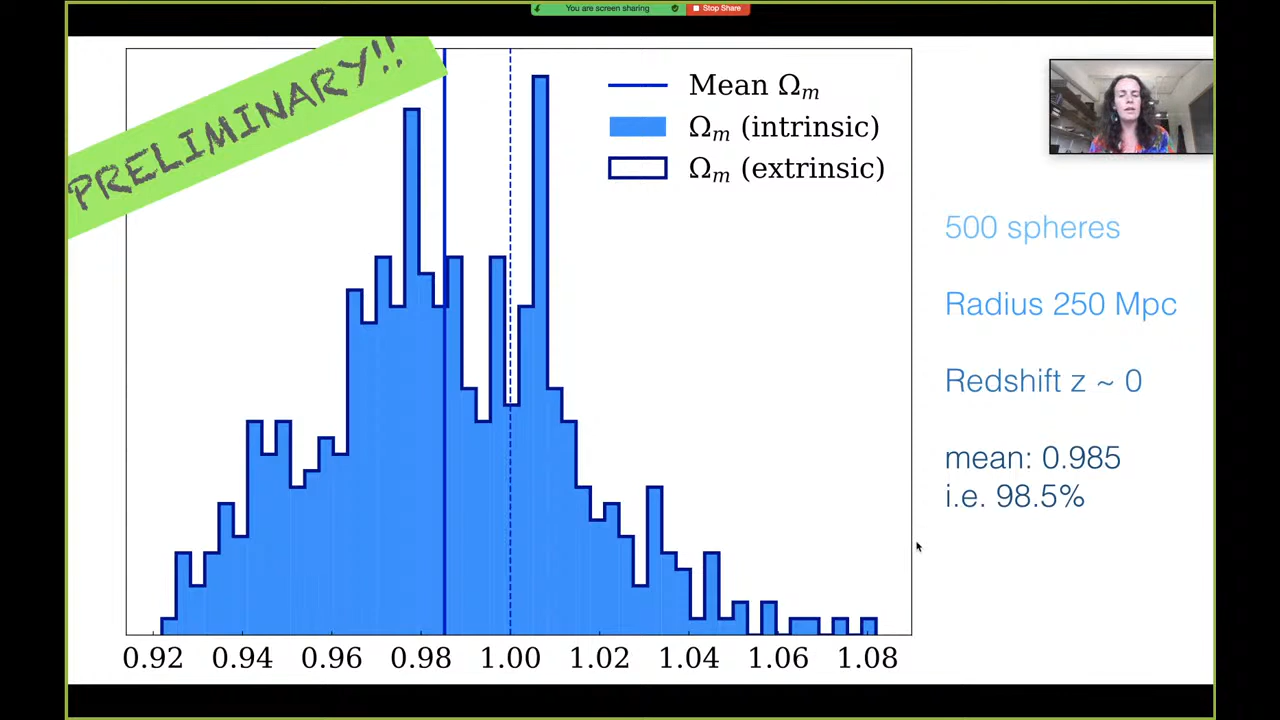 You are screen sharing
Stop Share
PRELIMINARY!!
Mean Ωm
Ωm (intrinsic)
Ωm (extrinsic)
500 spheres
Radius 250 Mpc
Redshift z ~ 0
mean: 0.985
i.e. 98.5%
0.92 0.94 0.96 0.98 1.00 1.02 1.04 1.06 1.08